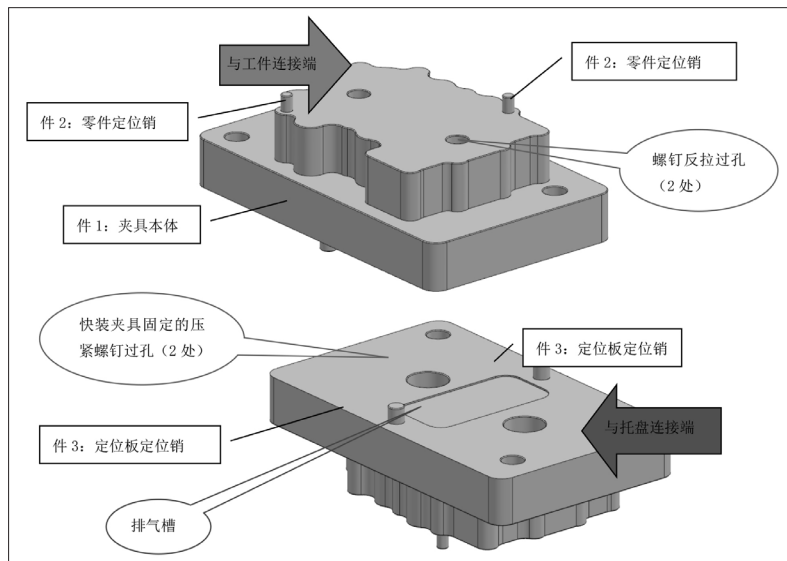 与工件连接端
件 2：零件定位销
件 2：零件定位销
螺钉反拉过孔
（2 处）
件 1：夹具本体
快装夹具固定的压
紧螺钉过孔（2 处）
件 3：定位板定位销
与托盘连接端
件 3：定位板定位销
排气槽